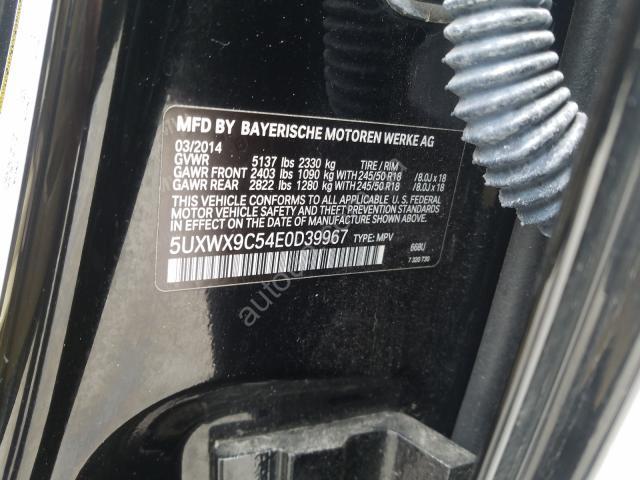 MFD BY BAYERISCHE MOTOREN WERKE AG
03/2014
GVWR 5137 lbs 2330 kg TIRE / RIM
GAWR FRONT 2403 lbs 1090 kg WITH 245/50 R18 / 8.0J x 18
GAWR REAR 2822 lbs 1280 kg WITH 245/50 R18 / 8.0J x 18
THIS VEHICLE CONFORMS TO ALL APPLICABLE U. S. FEDERAL
MOTOR VEHICLE SAFETY AND THEFT PREVENTION STANDARDS
IN EFFECT ON THE DATE OF MANUFACTURE SHOWN ABOVE.
5UXWX9C54E0D39967 TYPE: MPV 668U
7 320 730